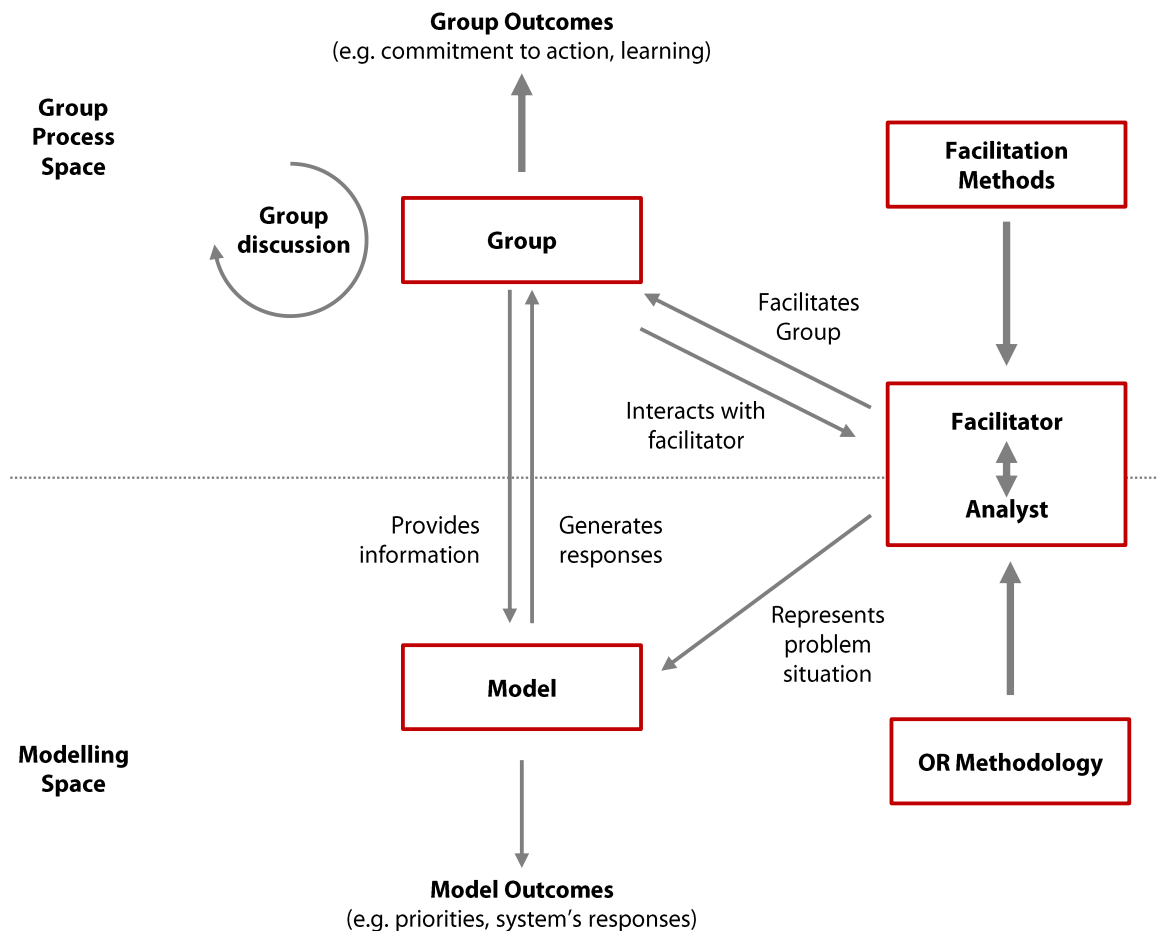 Group Outcomes
(e.g. commitment to action, learning)
Group
Process
Space
Facilitation
Methods
Group
discussion
Group
Facilitates
Group
Interacts with
facilitator
Facilitator
Analyst
Provides
information
Generates
responses
Represents
problem
situation
Model
OR Methodology
Modelling
Space
Model Outcomes
(e.g. priorities, system’s responses)